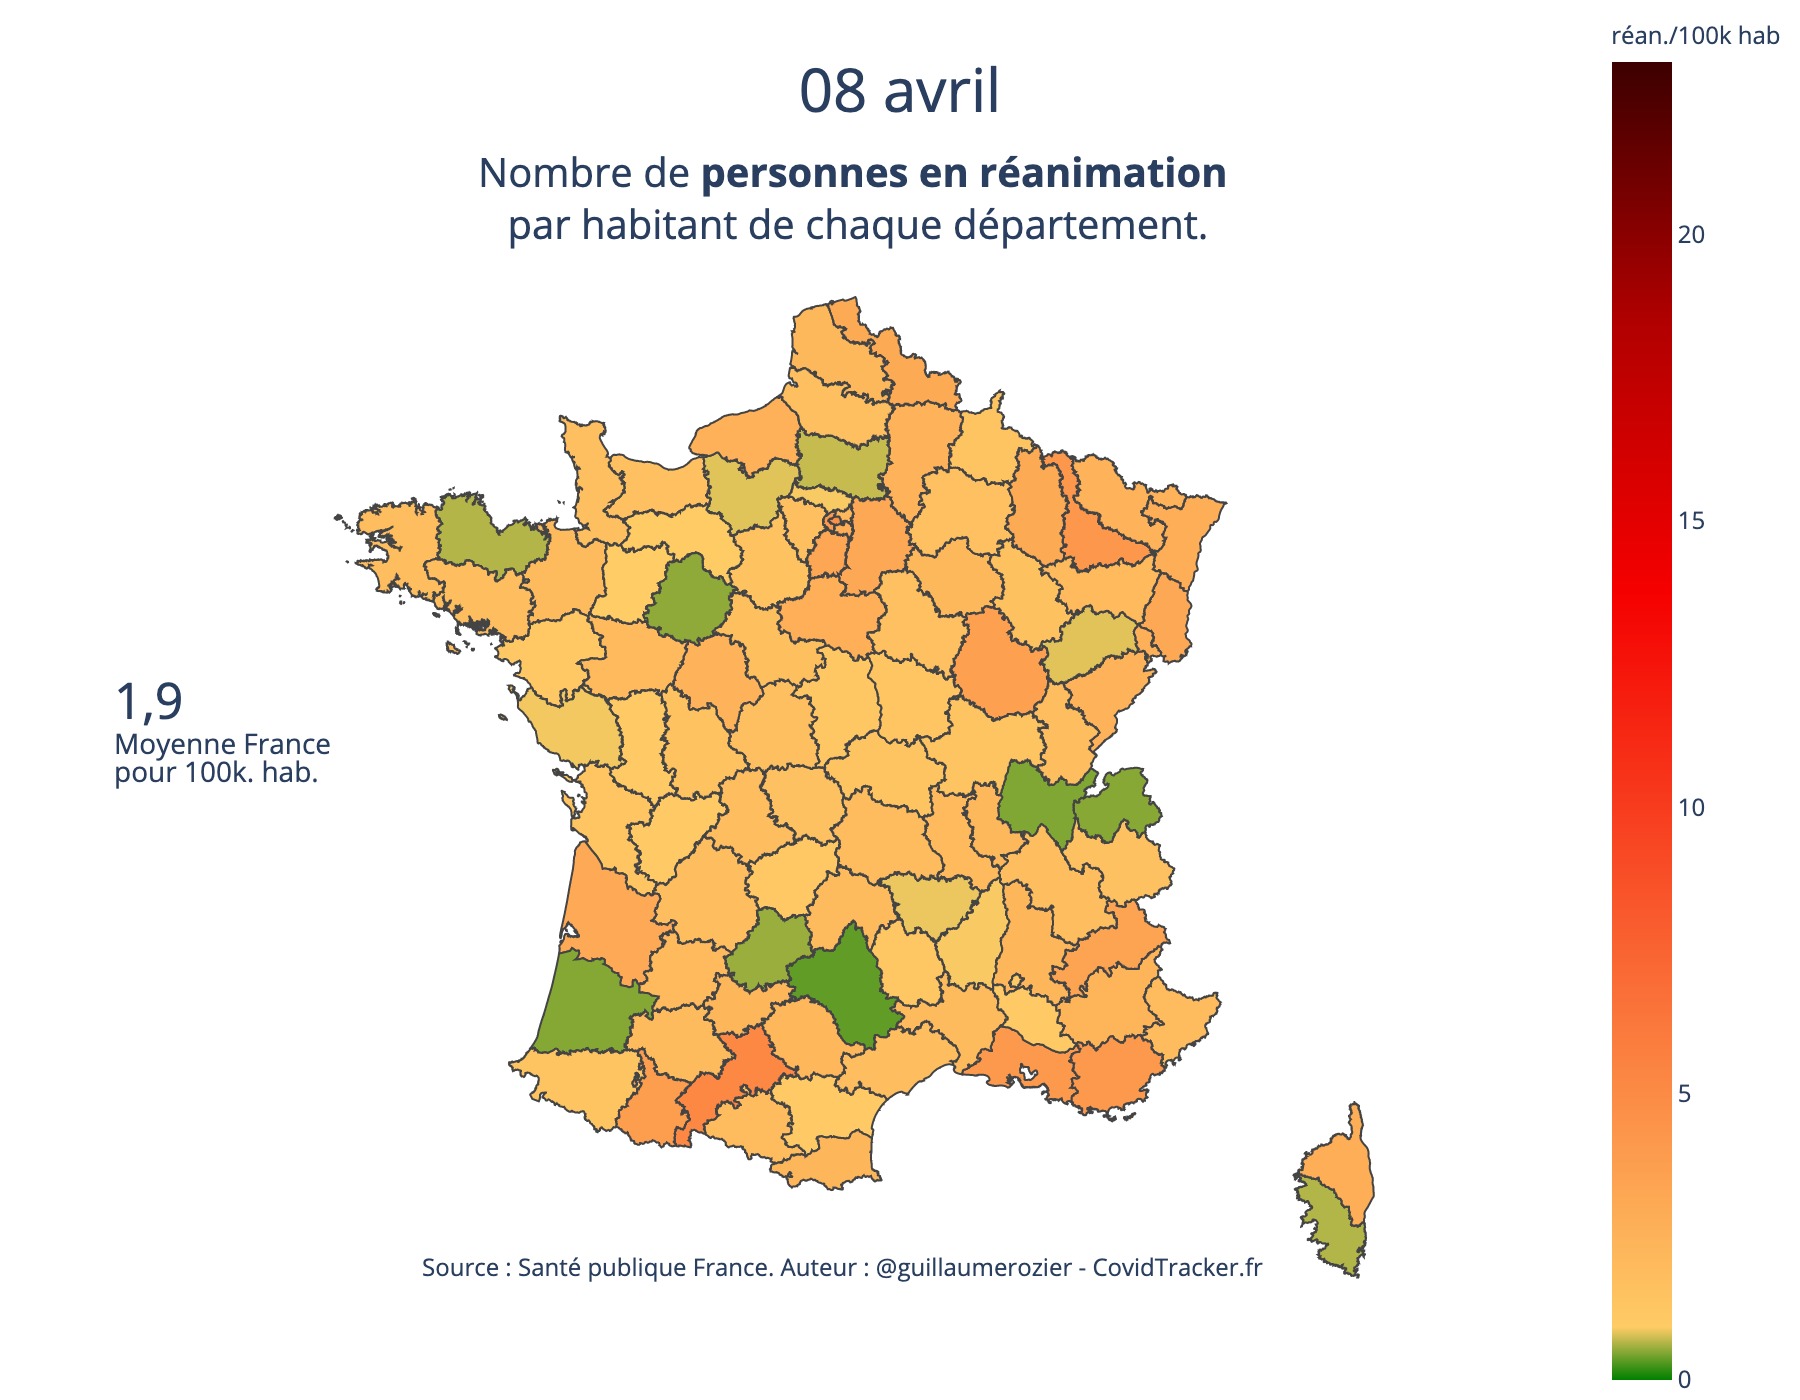 réan./100k hab
08 avril
Nombre de personnes en réanimation
par habitant de chaque département.
20
15
10
5
0
1,9
Moyenne France
pour 100k. hab.
Source : Santé publique France. Auteur : @guillaumerozier - CovidTracker.fr